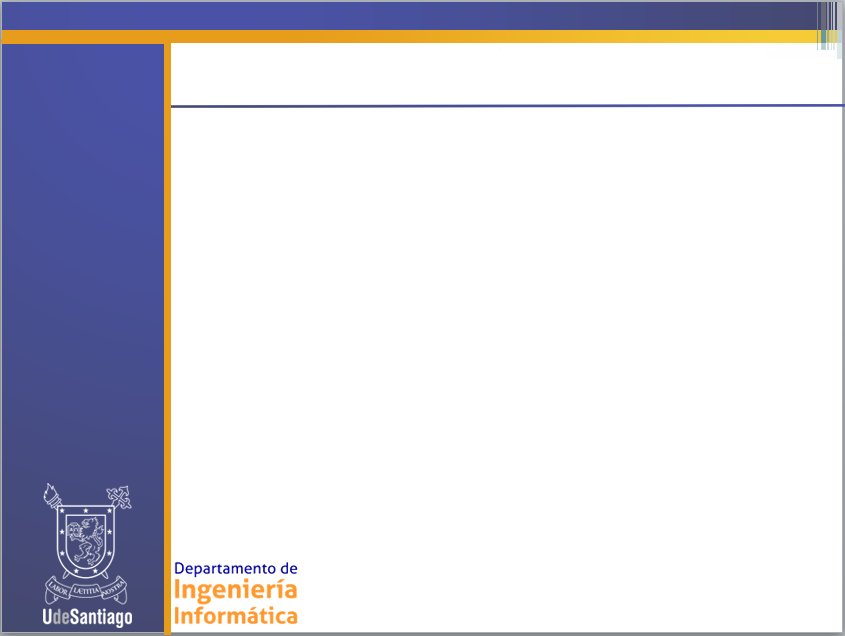 LABOR LÆTITIA NOSTRA
UdeSantiago
Departamento de
Ingeniería
Informática